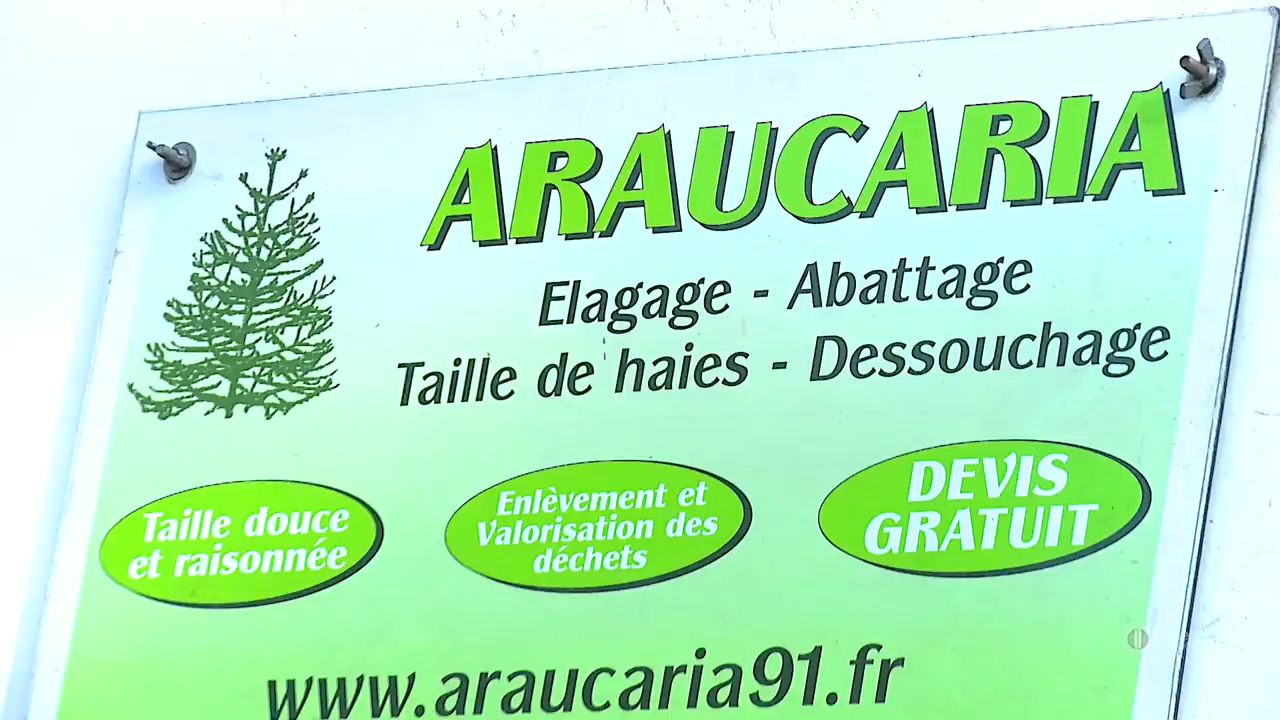 ARAUCARIA
Elagage - Abattage
Taille de haies - Dessouchage
Taille douce
et raisonnée
Enlèvement et
Valorisation des
déchets
DEVIS
GRATUIT
www.araucaria91.fr